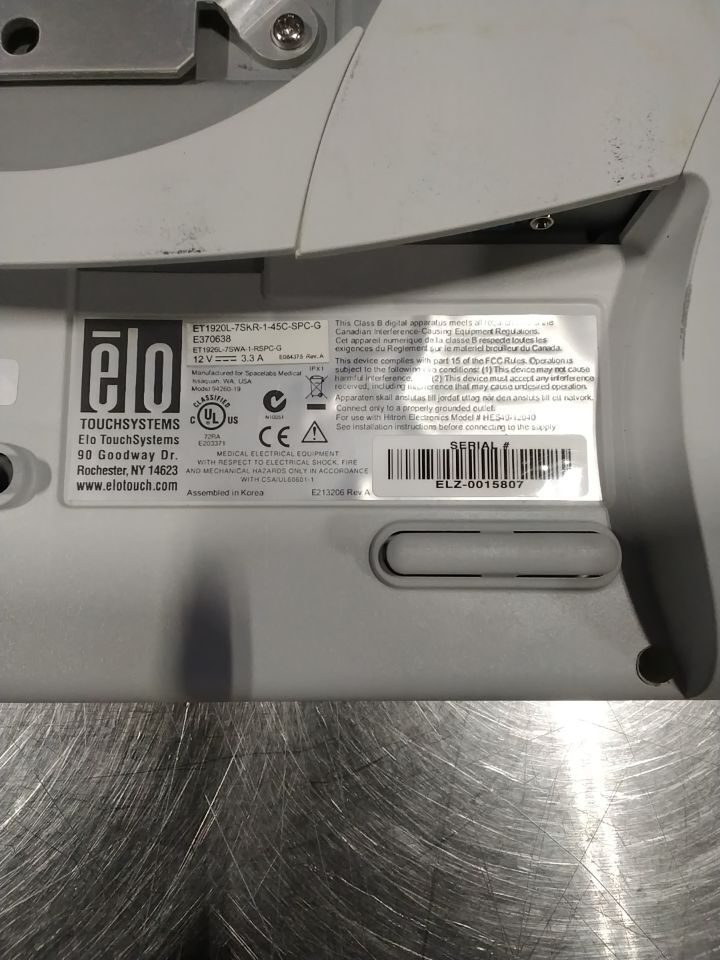 ēlo
TOUCHSYSTEMS
Elo TouchSystems
90 Goodway Dr.
Rochester, NY 14623
www.elotouch.com
ET1920L-7SKR-1-45C-SPC-G
E370638
ET1926L-7SWA-1-RSPC-G
12 V 3.3 A E084375 Rev. A
Manufactured for Spacelabs Medical
Issaquah, WA, USA
Model 94260-19
IPX1
CLASSIFIED
C UL US
N10051
72RA
E203371
CE
MEDICAL ELECTRICAL EQUIPMENT
WITH RESPECT TO ELECTRICAL SHOCK, FIRE
AND MECHANICAL HAZARDS ONLY IN ACCORDANCE
WITH CSA/UL60601-1
Assembled in Korea E213206 Rev A
This Class B digital apparatus meets all the
Canadian Interference-Causing Equipment Regulations.
Cet appareil numerique de la classe B respecte toutes les
exigences du Reglement sur le materiel brouilleur du Canada.
This device complies with part 15 of the FCC Rules. Operation is
subject to the following conditions: (1) This device may not cause
harmful interference. (2) This device must accept any interference
received, including interference that may cause undesired operation.
Apparaten skall anslutas till jordat uttag när den ansluts till ett nätverk.
Connect only to a properly grounded outlet.
For use with Hitron Electronics Model # HES49-12040
See installation instructions before connecting to the supply
SERIAL #
ELZ-0015807